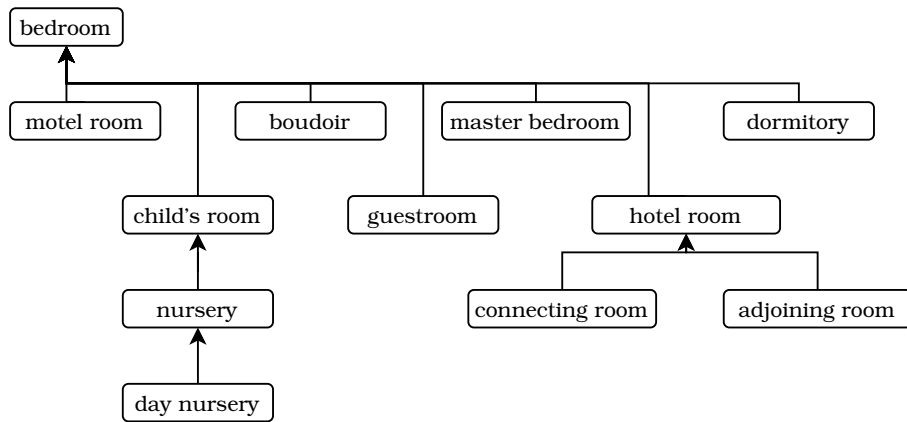 bedroom
motel room
boudoir
master bedroom
dormitory
child's room
guestroom
hotel room
nursery
connecting room
adjoining room
day nursery